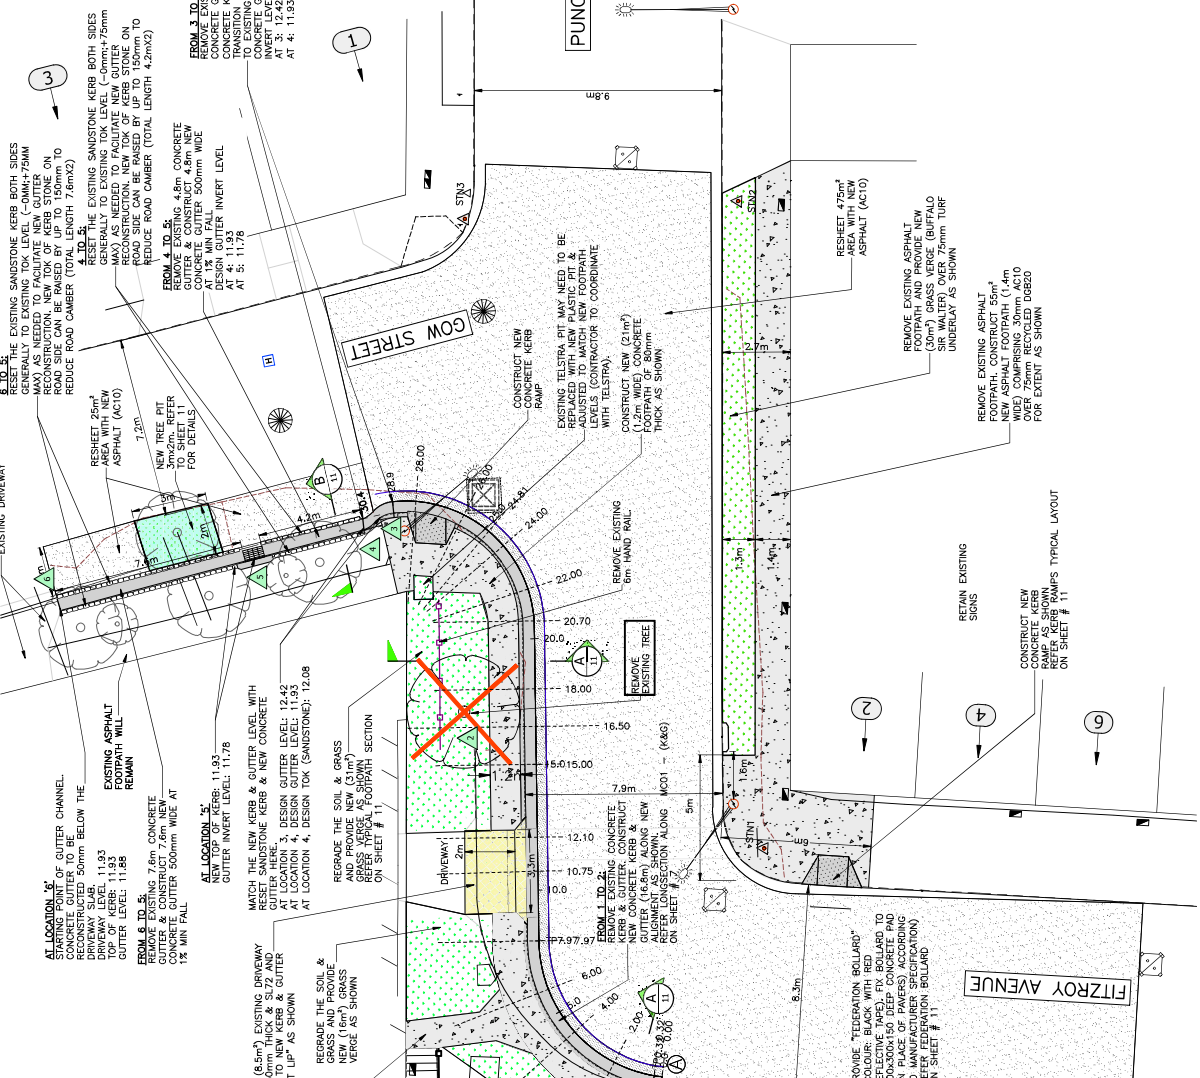 3
1
2
4
6
PUNC
GOW STREET
FITZROY AVENUE
6 TO 5:
RESET THE EXISTING SANDSTONE KERB BOTH SIDES
GENERALLY TO EXISTING TOK LEVEL (-0MM;+75MM
MAX) AS NEEDED TO FACILITATE NEW GUTTER
RECONSTRUCTION. NEW TOK OF KERB STONE ON
ROAD SIDE CAN BE RAISED BY UP TO 150mm TO
REDUCE ROAD CAMBER (TOTAL LENGTH 7.6mX2)
4 TO 5:
RESET THE EXISTING SANDSTONE KERB BOTH SIDES
GENERALLY TO EXISTING TOK LEVEL (-0mm;+75mm
MAX) AS NEEDED TO FACILITATE NEW GUTTER
RECONSTRUCTION. NEW TOK OF KERB STONE ON
ROAD SIDE CAN BE RAISED BY UP TO 150mm TO
REDUCE ROAD CAMBER (TOTAL LENGTH 4.2mX2)
FROM 4 TO 5:
REMOVE EXISTING 4.8m CONCRETE
GUTTER & CONSTRUCT 4.8m NEW
CONCRETE GUTTER 500mm WIDE
AT 1% MIN FALL
DESIGN GUTTER INVERT LEVEL
AT 4: 11.93
AT 5: 11.78
FROM 3 TO
REMOVE EXIS
CONCRETE G
CONCRETE K
TRANSITION
TO EXISTING
CONCRETE G
INVERT LEVE
AT 3: 12.42
AT 4: 11.93
EXISTING DRIVEWAY
RESHEET 25m²
AREA WITH NEW
ASPHALT (AC10)
NEW TREE PIT
3mx2m. REFER
TO SHEET 11
FOR DETAILS
CONSTRUCT NEW
CONCRETE KERB
RAMP
EXISTING TELSTRA PIT MAY NEED TO BE
REPLACED WITH NEW PLASTIC PIT &
ADJUSTED TO MATCH NEW FOOTPATH
LEVELS (CONTRACTOR TO COORDINATE
WITH TELSTRA).
CONSTRUCT NEW (21m²)
(1.2m WIDE) CONCRETE
FOOTPATH OF 80mm
THICK AS SHOWN
RESHEET 475m²
AREA WITH NEW
ASPHALT (AC10)
REMOVE EXISTING ASPHALT
FOOTPATH AND PROVIDE NEW
(30m²) GRASS VERGE (BUFFALO
SIR WALTER) OVER 75mm TURF
UNDERLAY AS SHOWN
REMOVE EXISTING ASPHALT
FOOTPATH. CONSTRUCT 55m²
NEW ASPHALT FOOTPATH (1.4m
WIDE) COMPRISING 30mm AC10
OVER 75mm RECYCLED DGB20
FOR EXTENT AS SHOWN
REMOVE EXISTING
6m HAND RAIL
REMOVE
EXISTING TREE
RETAIN EXISTING
SIGNS
CONSTRUCT NEW
CONCRETE KERB
RAMP AS SHOWN
REFER KERB RAMPS TYPICAL LAYOUT
ON SHEET # 11
EXISTING ASPHALT
FOOTPATH WILL
REMAIN
AT LOCATION '6'
STARTING POINT OF GUTTER CHANNEL.
CONCRETE GUTTER TO BE
RECONSTRUCTED 50mm BELOW THE
DRIVEWAY SLAB.
DRIVEWAY LEVEL 11.93
TOP OF KERB: 11.93
GUTTER LEVEL: 11.88
FROM 6 TO 5:
REMOVE EXISTING 7.6m CONCRETE
GUTTER & CONSTRUCT 7.6m NEW
CONCRETE GUTTER 500mm WIDE AT
1% MIN FALL
AT LOCATION '5'
NEW TOP OF KERB: 11.93
GUTTER INVERT LEVEL: 11.78
MATCH THE NEW KERB & GUTTER LEVEL WITH
RESET SANDSTONE KERB & NEW CONCRETE
GUTTER HERE.
AT LOCATION 3, DESIGN GUTTER LEVEL: 12.42
AT LOCATION 4, DESIGN GUTTER LEVEL: 11.93
AT LOCATION 4, DESIGN TOK (SANDSTONE): 12.08
REGRADE THE SOIL & GRASS
AND PROVIDE NEW (31m²)
GRASS VERGE AS SHOWN
REFER TYPICAL FOOTPATH SECTION
ON SHEET # 11
FROM 1 TO 2:
REMOVE EXISTING CONCRETE
KERB & GUTTER. CONSTRUCT
NEW CONCRETE KERB &
GUTTER (16.8m) ALONG NEW
ALIGNMENT AS SHOWN.
REFER LONGSECTION ALONG MC01 - (K&G)
ON SHEET # 7
(8.5m²) EXISTING DRIVEWAY
0mm THICK & SL72 AND
TO NEW KERB & GUTTER
T LIP" AS SHOWN
REGRADE THE SOIL &
GRASS AND PROVIDE
NEW (16m²) GRASS
VERGE AS SHOWN
ROVIDE "FEDERATION BOLLARD"
COLOUR: BLACK WITH RED
EFLECTIVE TAPE). FIX BOLLARD TO
00x300x150 DEEP CONCRETE PAD
N PLACE OF PAVERS) ACCORDING
O MANUFACTURER SPECIFICATION)
EFER FEDERATION BOLLARD
N SHEET # 11
DRIVEWAY
STN1
STN2
STN3
H
B
11
A
11
A
11
A
6
5
4
3
2
9.8m
7.2m
3m
2m
4.2m
2.7m
1.3m
7.9m
1.6m
5m
6m
8.3m
2m
3.3m
28.9
28.00
24.81
24.00
22.00
20.70
20.0
18.00
16.50
15.0
15.00
12.10
10.75
10.0
6.00
4.00
2.00
0.00